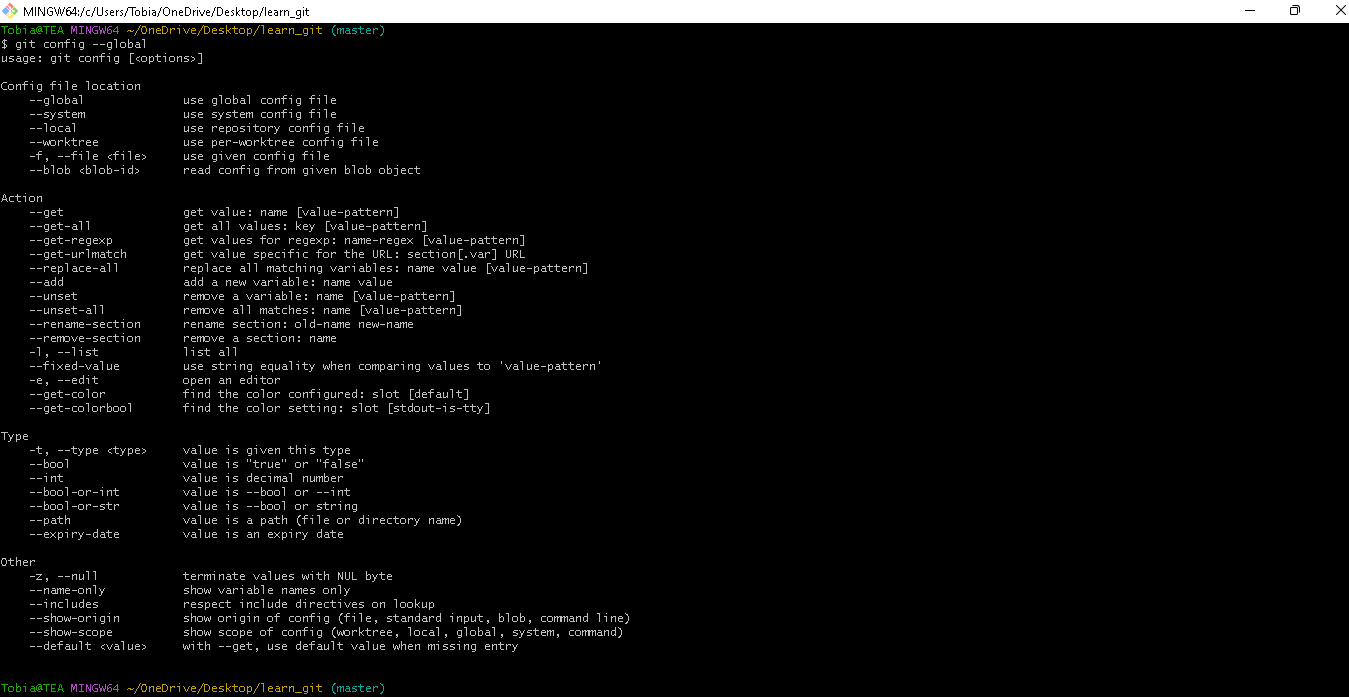 MINGW64:/c/Users/Tobia/OneDrive/Desktop/learn_git
Tobia@TEA MINGW64 ~/OneDrive/Desktop/learn_git (master)
$ git config --global
usage: git config [<options>]

Config file location
    --global              use global config file
    --system              use system config file
    --local               use repository config file
    --worktree            use per-worktree config file
    -f, --file <file>     use given config file
    --blob <blob-id>      read config from given blob object

Action
    --get                 get value: name [value-pattern]
    --get-all             get all values: key [value-pattern]
    --get-regexp          get values for regexp: name-regex [value-pattern]
    --get-urlmatch        get value specific for the URL: section[.var] URL
    --replace-all         replace all matching variables: name value [value-pattern]
    --add                 add a new variable: name value
    --unset               remove a variable: name [value-pattern]
    --unset-all           remove all matches: name [value-pattern]
    --rename-section      rename section: old-name new-name
    --remove-section      remove a section: name
    -l, --list            list all
    --fixed-value         use string equality when comparing values to 'value-pattern'
    -e, --edit            open an editor
    --get-color           find the color configured: slot [default]
    --get-colorbool       find the color setting: slot [stdout-is-tty]

Type
    -t, --type <type>     value is given this type
    --bool                value is "true" or "false"
    --int                 value is decimal number
    --bool-or-int         value is --bool or --int
    --bool-or-str         value is --bool or string
    --path                value is a path (file or directory name)
    --expiry-date         value is an expiry date

Other
    -z, --null            terminate values with NUL byte
    --name-only           show variable names only
    --includes            respect include directives on lookup
    --show-origin         show origin of config (file, standard input, blob, command line)
    --show-scope          show scope of config (worktree, local, global, system, command)
    --default <value>     with --get, use default value when missing entry

Tobia@TEA MINGW64 ~/OneDrive/Desktop/learn_git (master)